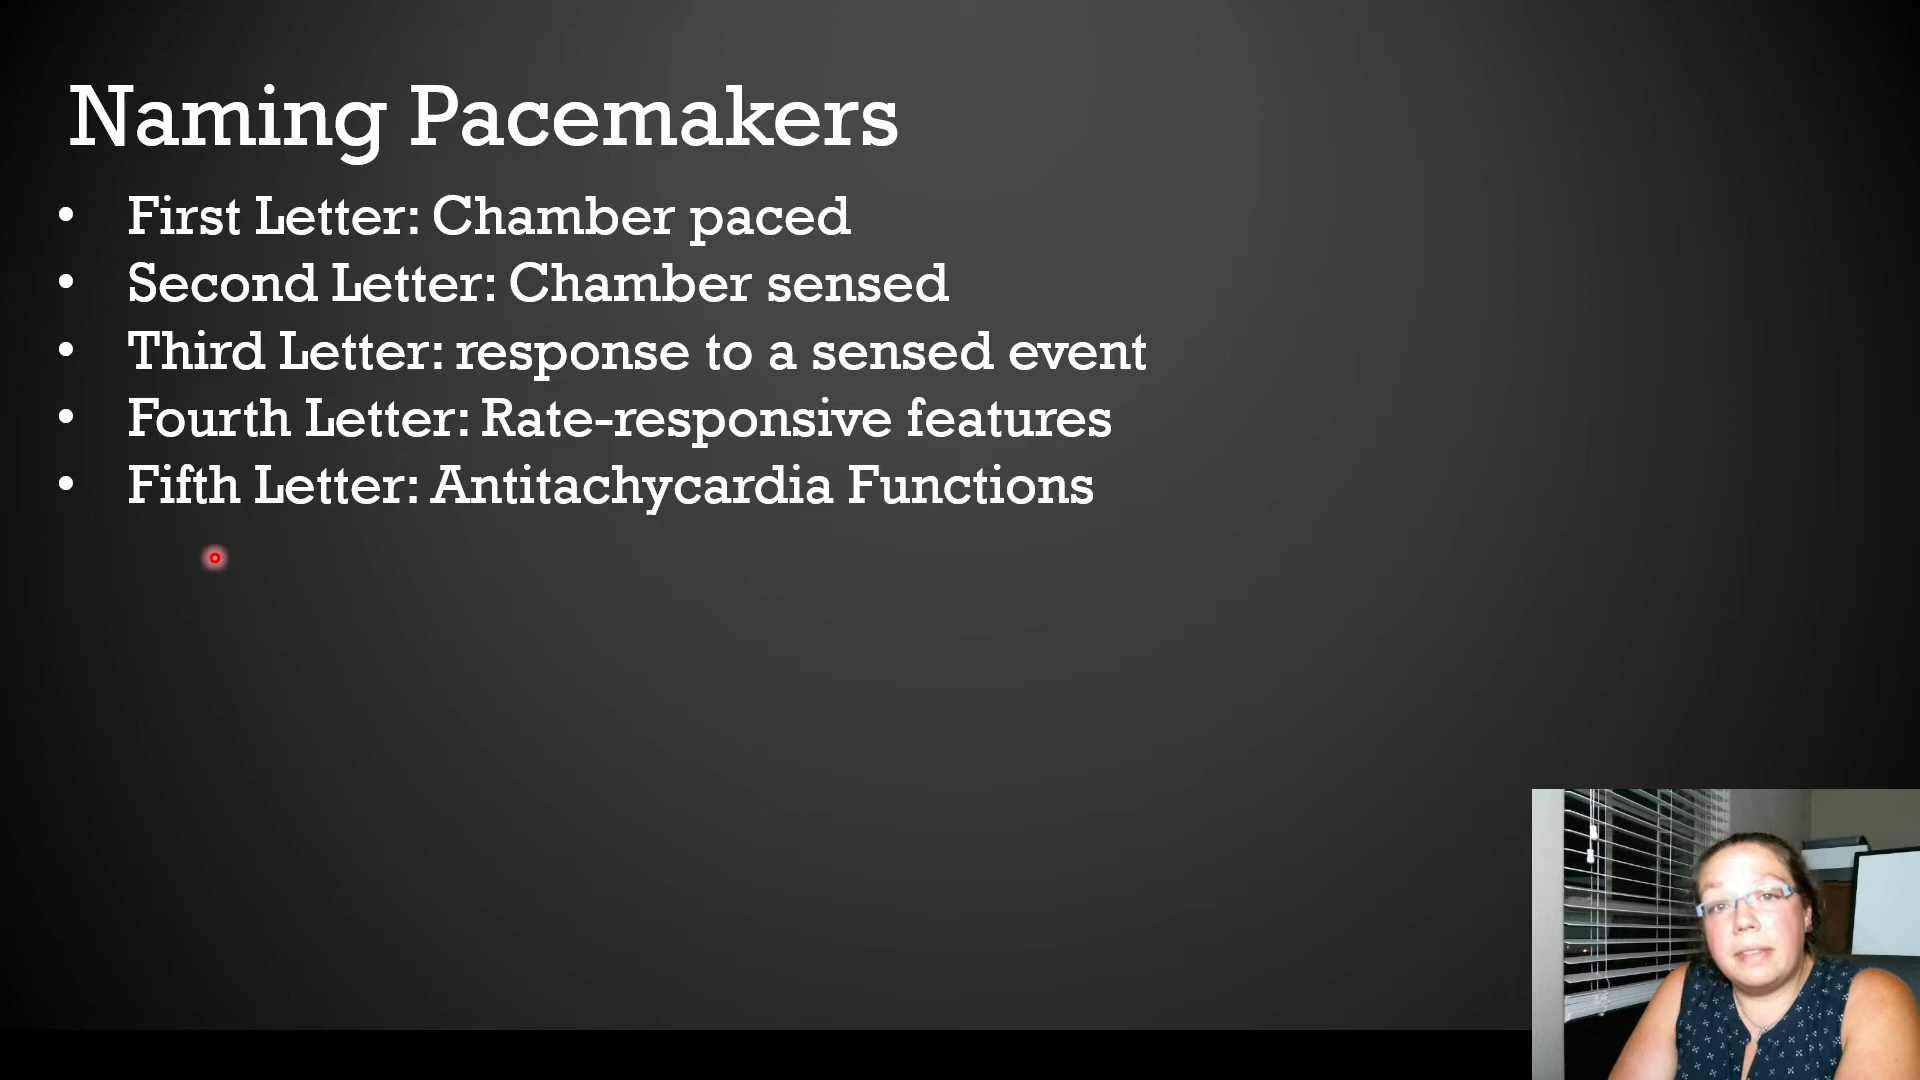 Naming Pacemakers
• First Letter: Chamber paced
• Second Letter: Chamber sensed
• Third Letter: response to a sensed event
• Fourth Letter: Rate-responsive features
• Fifth Letter: Antitachycardia Functions